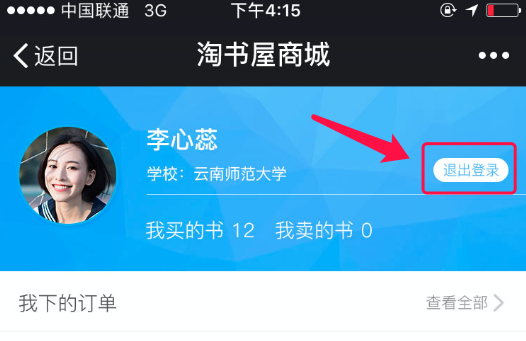 中国联通 3G 下午4:15
返回 淘书屋商城
李心蕊
学校：云南师范大学
退出登录
我买的书 12 我卖的书 0
我下的订单 查看全部